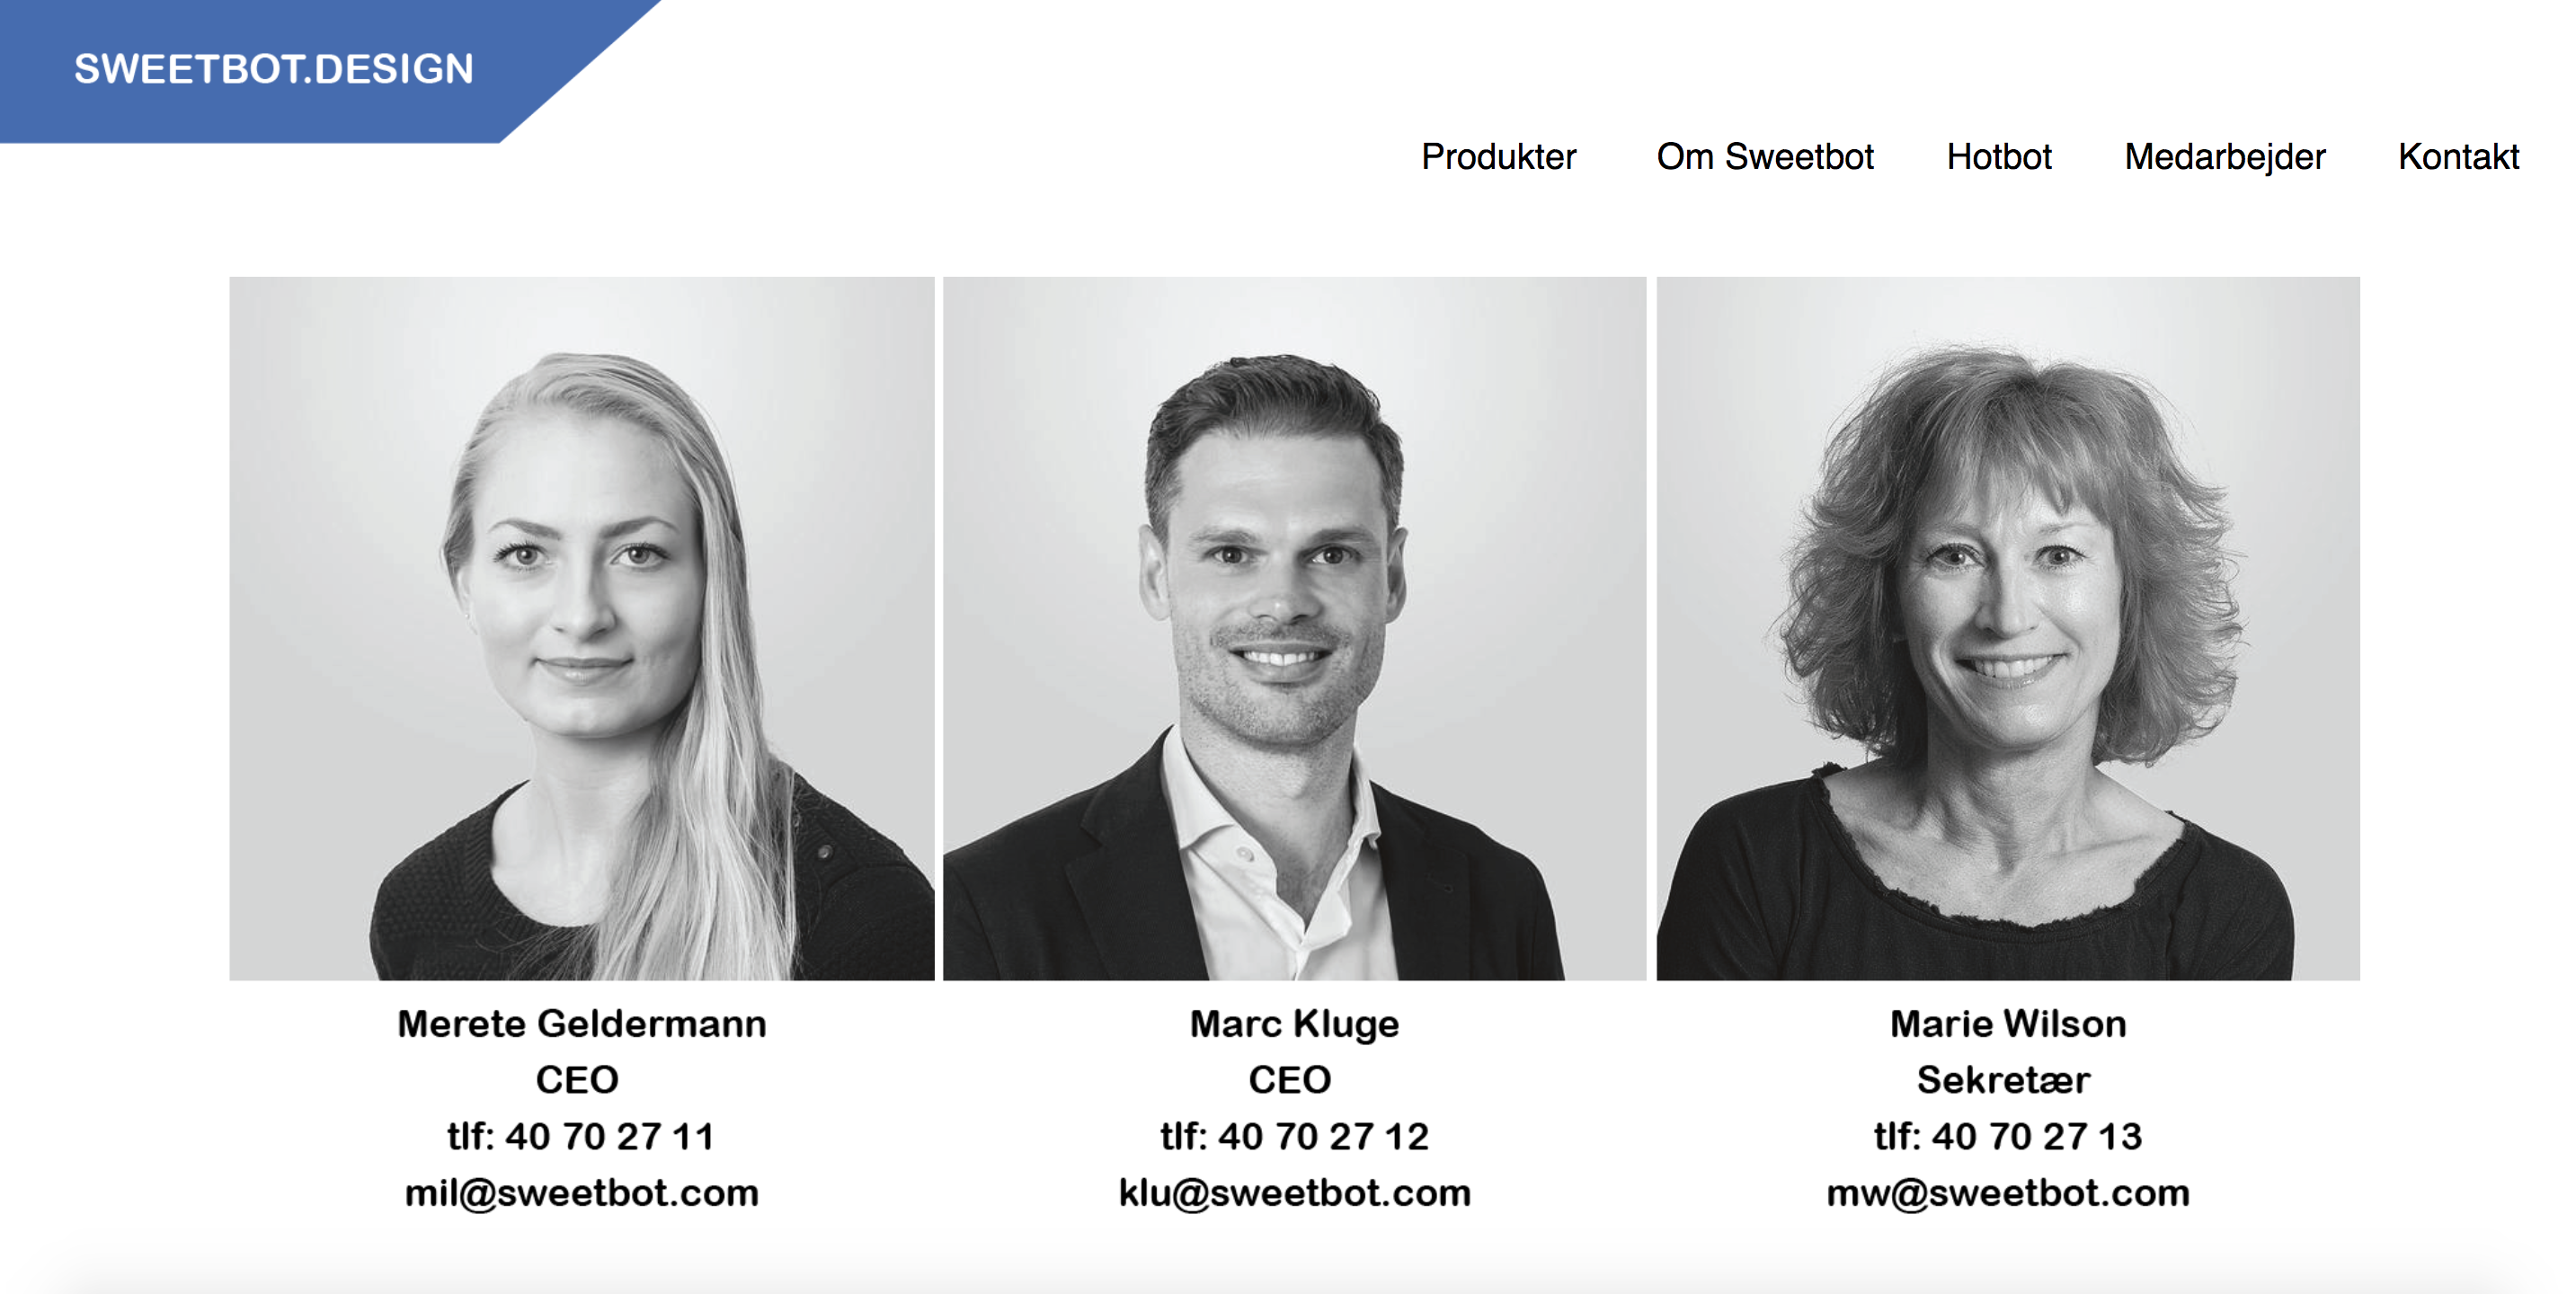 SWEETBOT.DESIGN
Produkter Om Sweetbot Hotbot Medarbejder Kontakt
Merete Geldermann
CEO
tlf: 40 70 27 11
mil@sweetbot.com
Marc Kluge
CEO
tlf: 40 70 27 12
klu@sweetbot.com
Marie Wilson
Sekretær
tlf: 40 70 27 13
mw@sweetbot.com